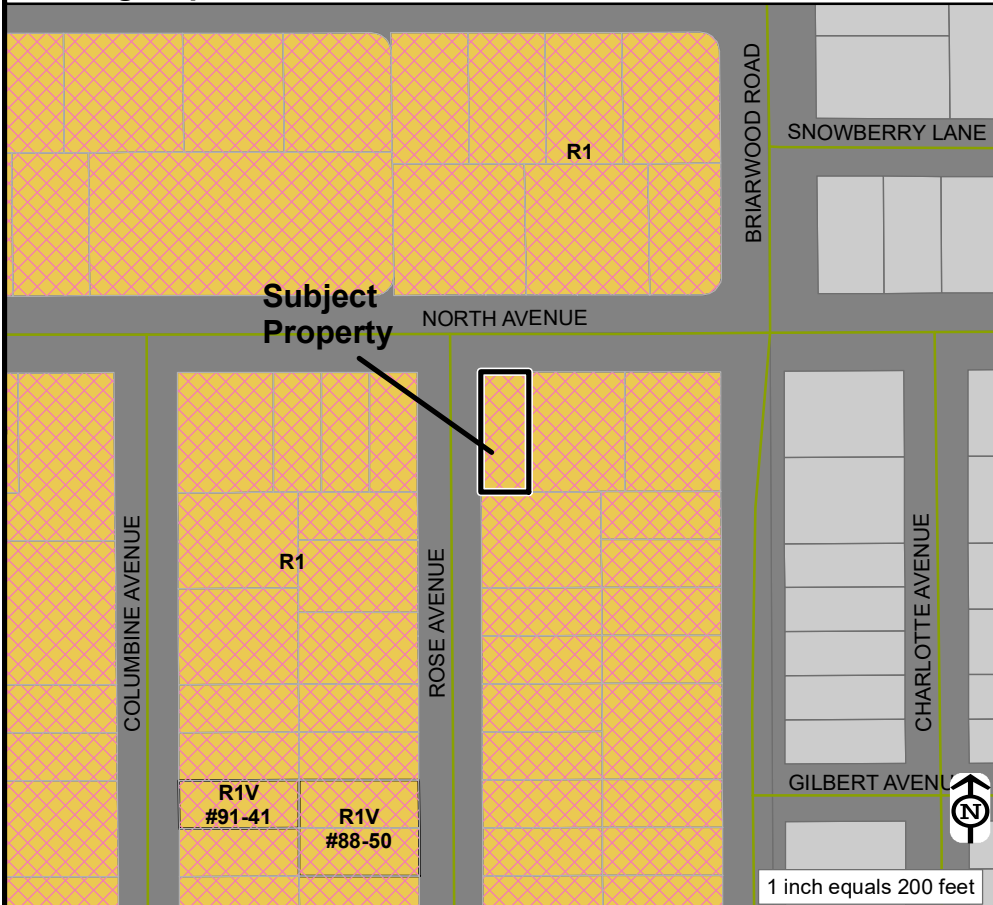 BRIARWOOD ROAD
SNOWBERRY LANE
R1
Subject
Property
NORTH AVENUE
COLUMBINE AVENUE
R1
ROSE AVENUE
CHARLOTTE AVENUE
GILBERT AVENU
R1V
#91-41
R1V
#88-50
N
1 inch equals 200 feet